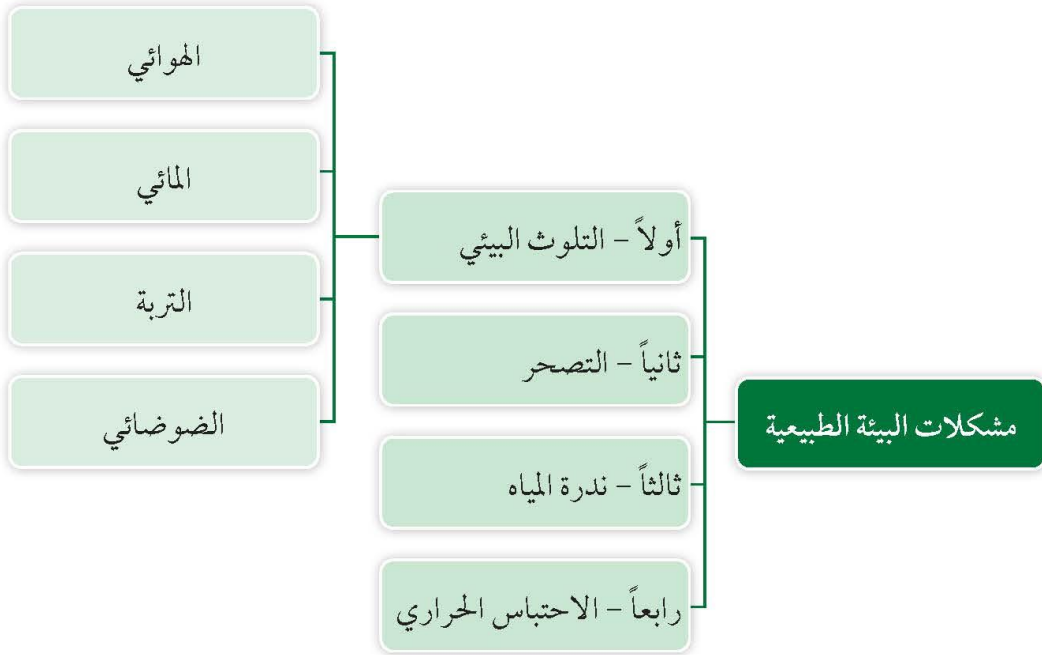 مشكلات البيئة الطبيعية
أولاً – التلوث البيئي
ثانياً – التصحر
ثالثاً – ندرة المياه
رابعاً – الاحتباس الحراري
الهوائي
المائي
التربة
الضوضائي